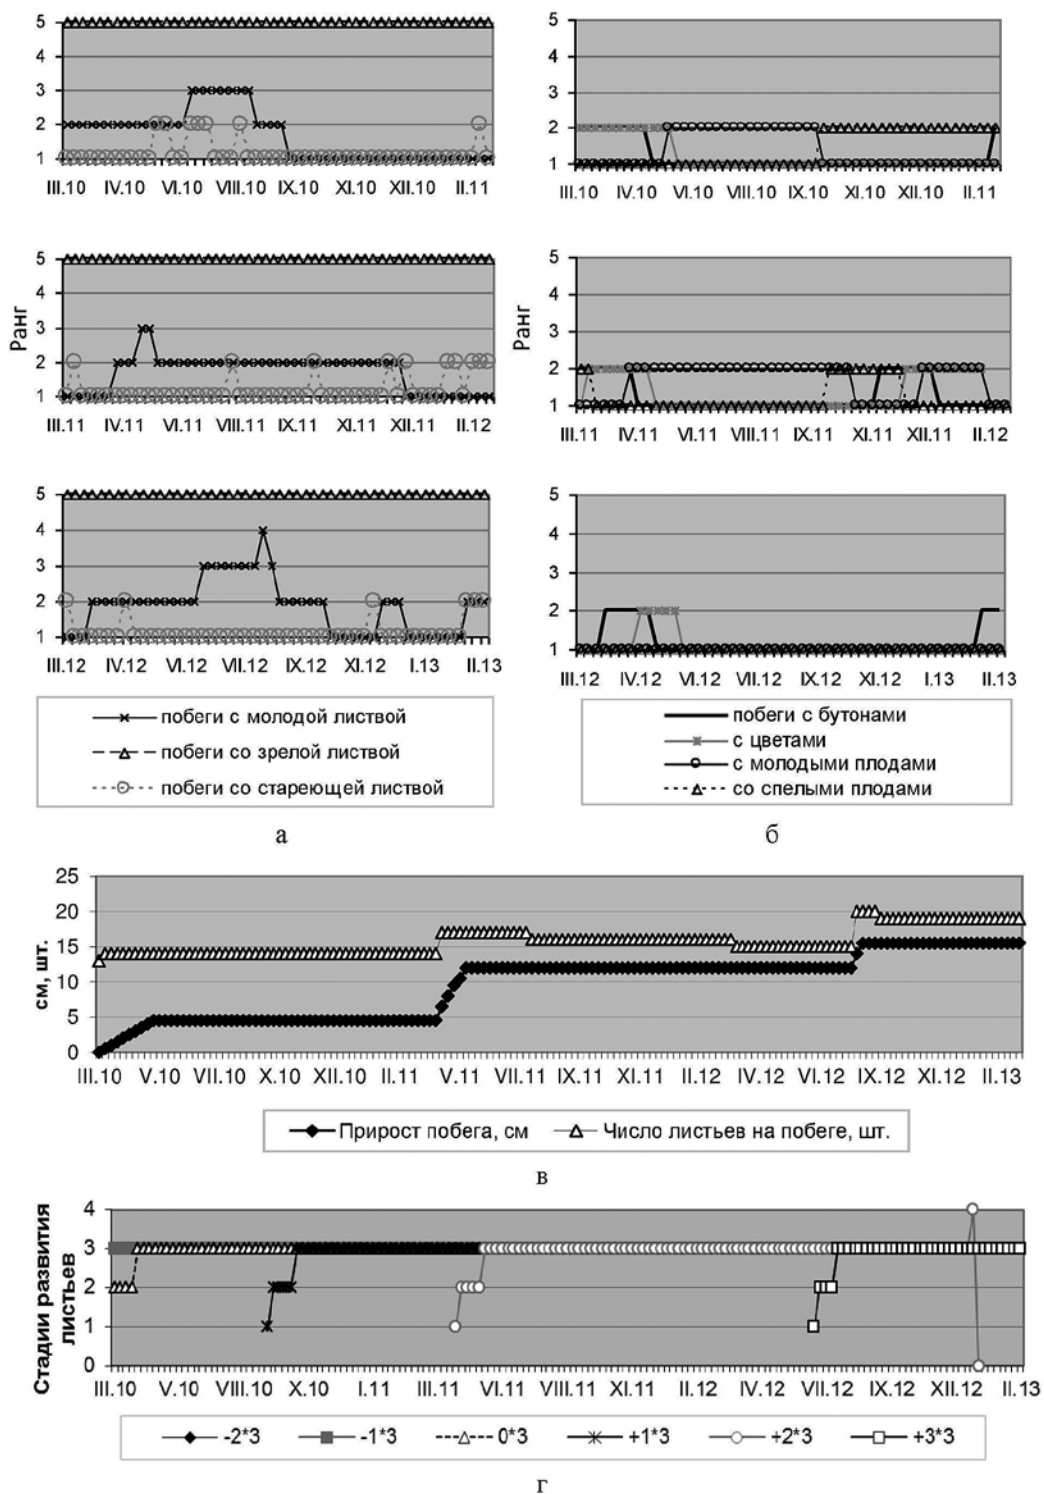 5
4
3
2
1
III.10 IV.10 VI.10 VIII.10 IX.10 XI.10 XII.10 II.11
5
4
3
2
1
III.10 IV.10 VI.10 VIII.10 IX.10 XI.10 XII.10 II.11
Ранг
5
4
3
2
1
III.11 IV.11 VI.11 VIII.11 IX.11 XI.11 XII.11 II.12
Ранг
5
4
3
2
1
III.11 IV.11 VI.11 VIII.11 IX.11 XI.11 XII.11 II.12
5
4
3
2
1
III.12 IV.12 VI.12 VII.12 IX.12 XI.12 I.13 II.13
5
4
3
2
1
III.12 IV.12 VI.12 VII.12 IX.12 XI.12 I.13 II.13
побеги с молодой листвой
побеги со зрелой листвой
побеги со стареющей листвой
побеги с бутонами
с цветами
с молодыми плодами
со спелыми плодами
а
б
см, шт.
25
20
15
10
5
0
III.10 V.10 VII.10 X.10 XII.10 II.11 V.11 VII.11 IX.11 XI.11 II.12 IV.12 VI.12 IX.12 XI.12 II.13
Прирост побега, см
Число листьев на побеге, шт.
в
Стадии развития
листьев
4
3
2
1
0
III.10 V.10 VIII.10 X.10 I.11 III.11 VI.11 VIII.11 XI.11 II.12 IV.12 VII.12 IX.12 XII.12 II.13
-2*3
-1*3
0*3
+1*3
+2*3
+3*3
г